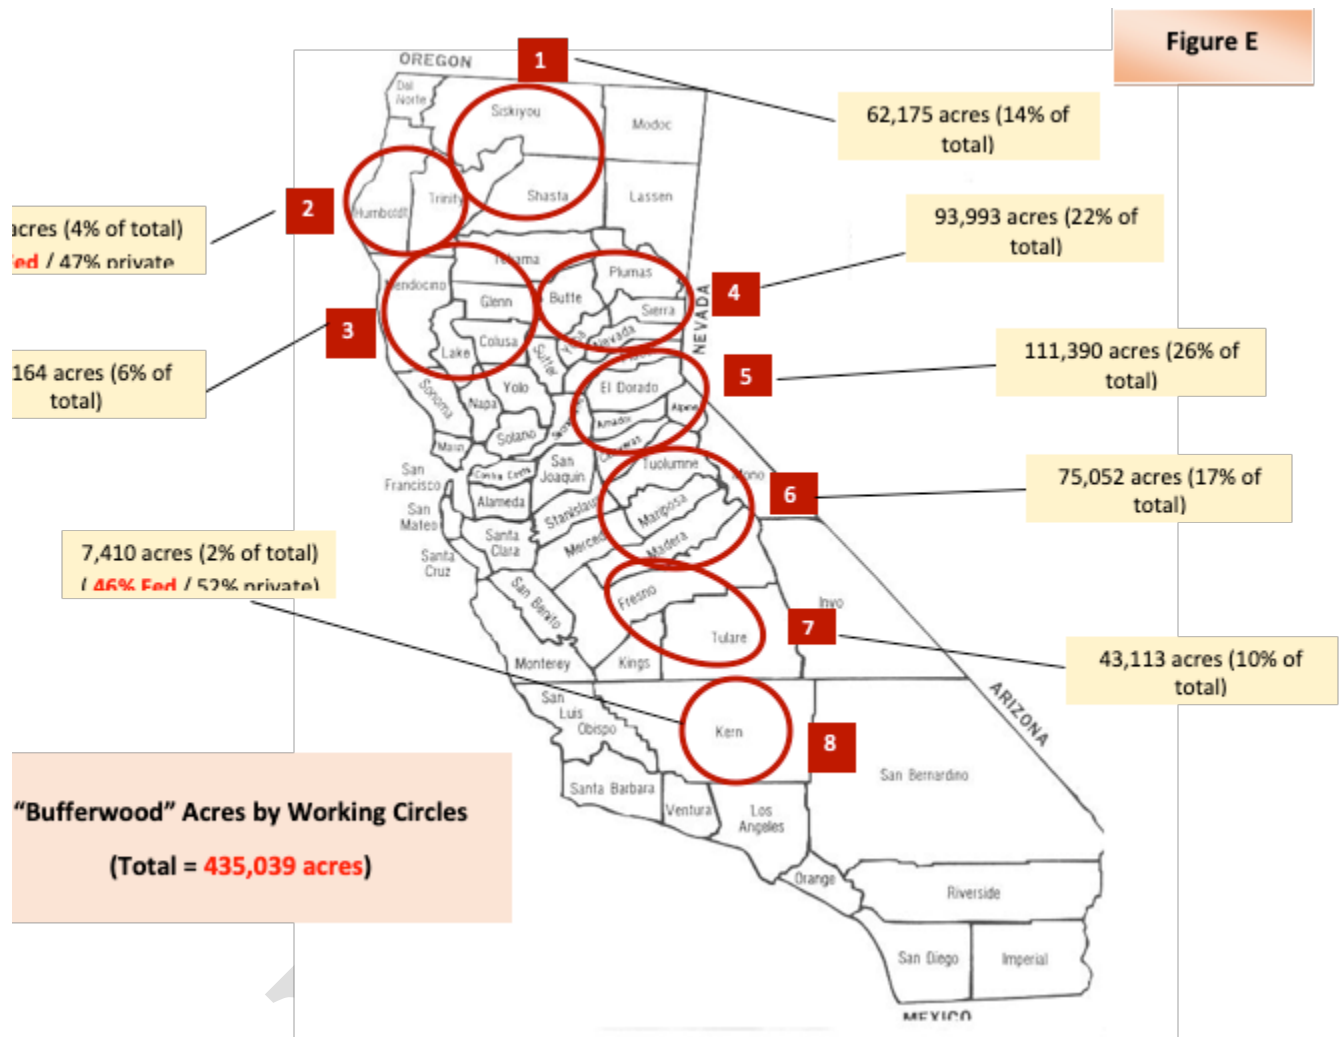 Figure E
OREGON
1
Del
Norte
Siskiyou
Modoc
62,175 acres (14% of
total)
2
Humboldt
Trinity
Shasta
Lassen
acres (4% of total)
ed / 47% private
93,993 acres (22% of
total)
Tehama
Plumas
4
Mendocino
Glenn
Butte
Sierra
NEVADA
3
Colusa
Nevada
Lake
Sutter
164 acres (6% of
total)
111,390 acres (26% of
total)
5
Sonoma
Napa
Yolo
El Dorado
Alpine
Solano
Amador
Marin
San
Francisco
Contra Costa
San
Joaquin
Calaveras
Tuolumne
Mono
6
75,052 acres (17% of
total)
Alameda
San
Mateo
Stanislaus
Mariposa
Santa
Clara
Merced
Madera
Santa
Cruz
7,410 acres (2% of total)
( 46% Fed / 52% private)
San Benito
Fresno
Inyo
7
Tulare
Monterey
Kings
43,113 acres (10% of
total)
San
Luis
Obispo
Kern
8
ARIZONA
San Bernardino
Santa Barbara
Ventura
Los
Angeles
"Bufferwood" Acres by Working Circles
(Total = 435,039 acres)
Orange
Riverside
San Diego
Imperial
MEXICO